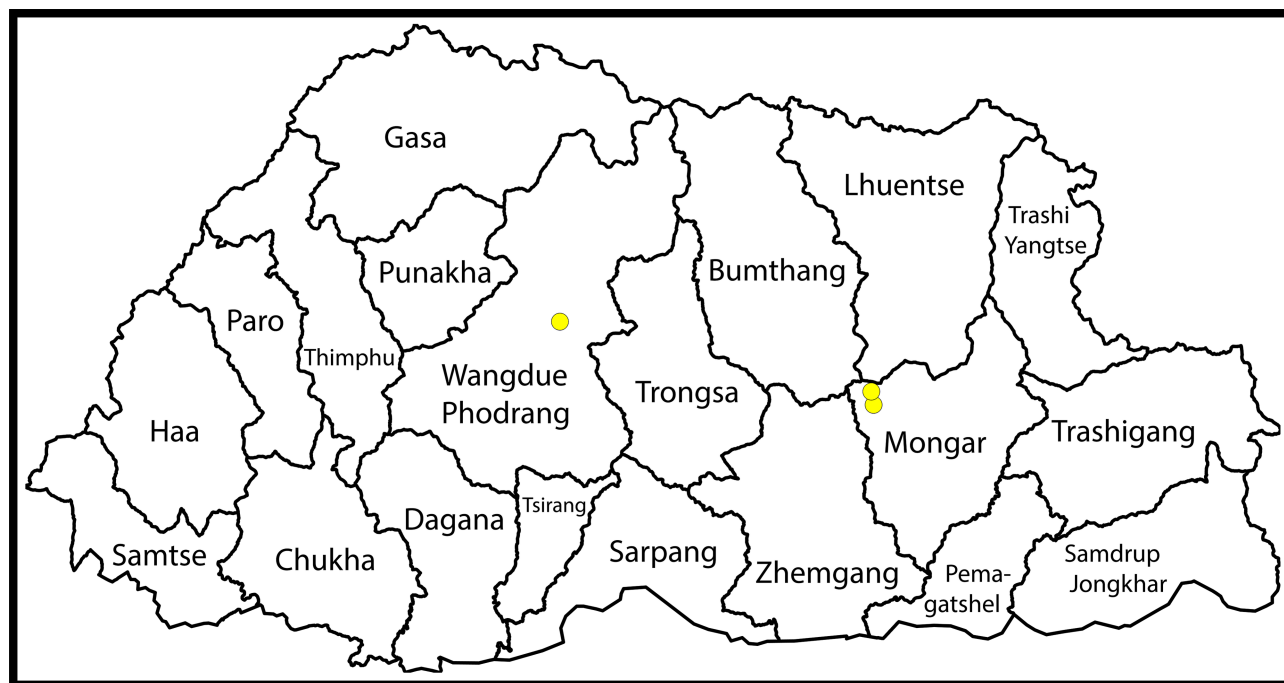 Gasa
Lhuentse
Trashi
Yangtse
Punakha
Bumthang
Paro
Thimphu
Wangdue
Phodrang
Trongsa
Haa
Mongar
Trashigang
Tsirang
Dagana
Samtse
Chukha
Sarpang
Zhemgang
Pema-
gatshel
Samdrup
Jongkhar